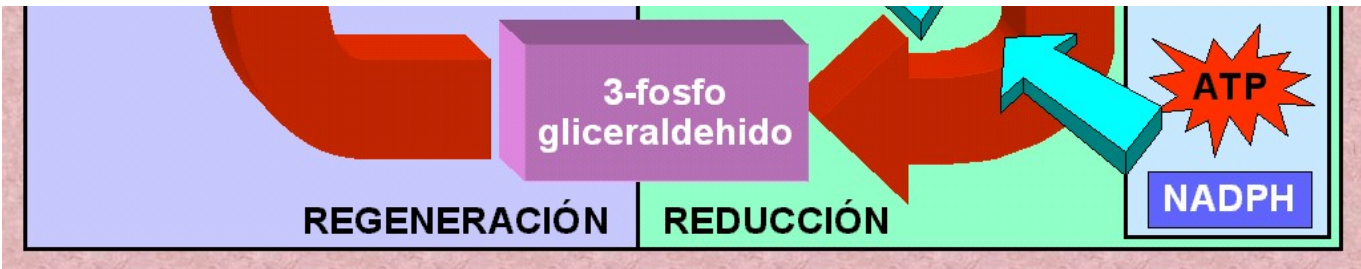 ATP
3-fosfo
gliceraldehido
NADPH
REGENERACIÓN
REDUCCIÓN